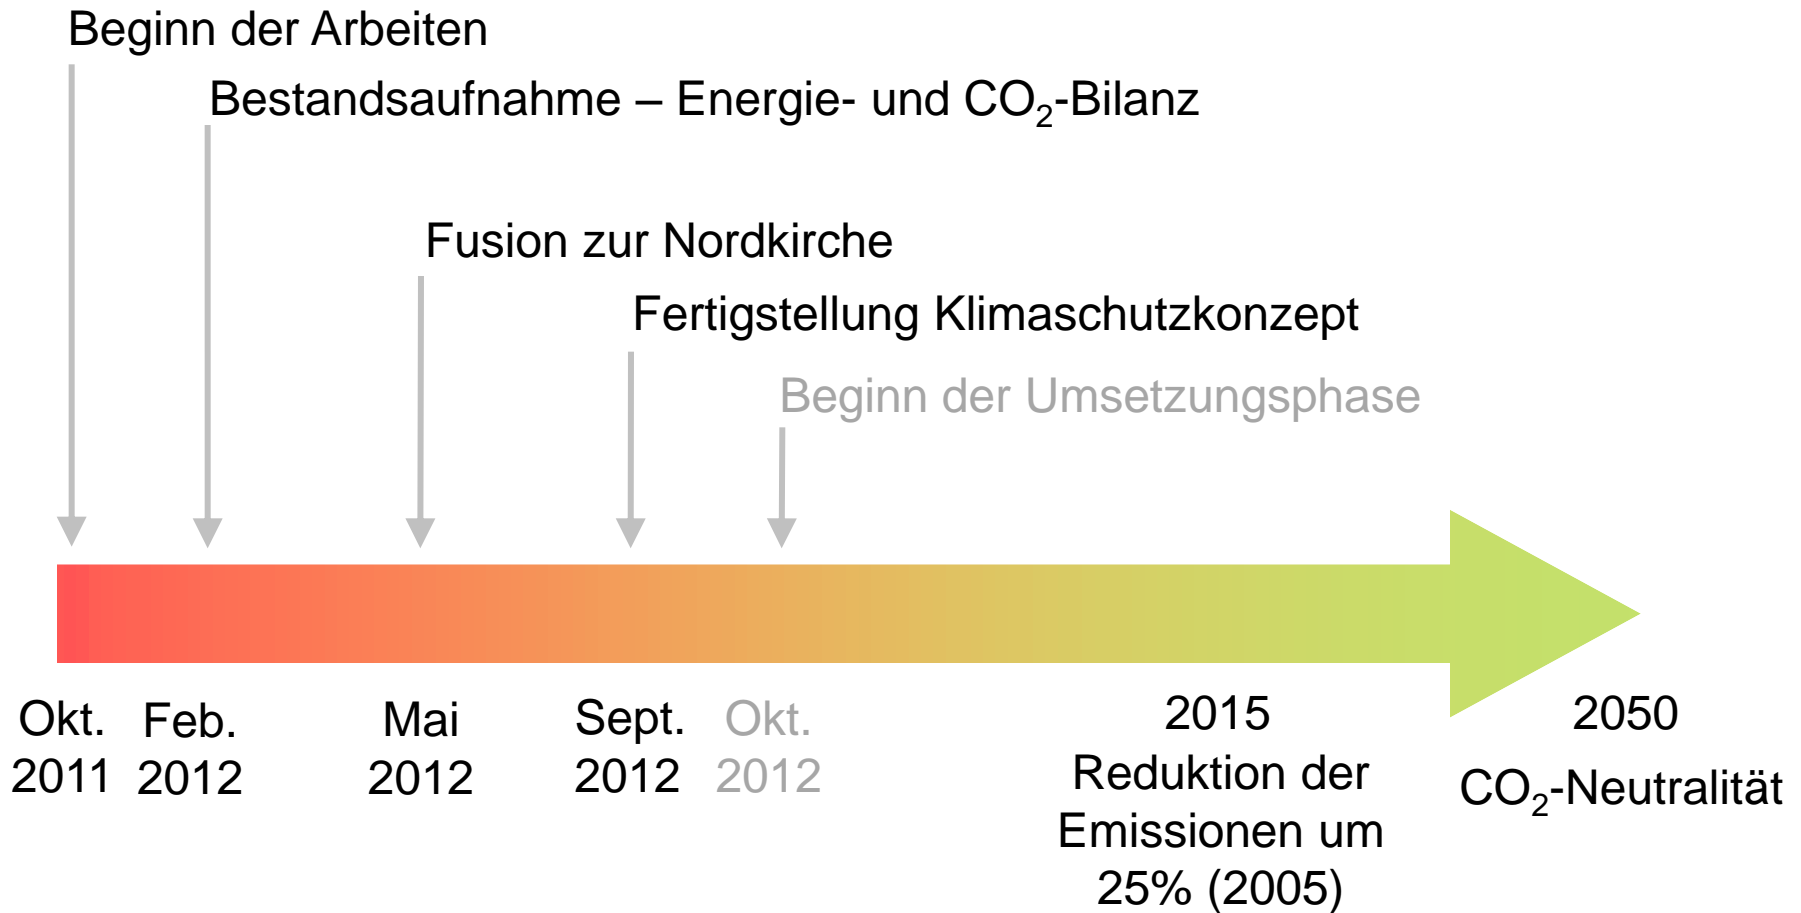 Beginn der Arbeiten
Bestandsaufnahme – Energie- und CO₂-Bilanz
Fusion zur Nordkirche
Fertigstellung Klimaschutzkonzept
Beginn der Umsetzungsphase
Okt.
2011
Feb.
2012
Mai
2012
Sept.
2012
Okt.
2012
2015
Reduktion der
Emissionen um
25% (2005)
2050
CO₂-Neutralität